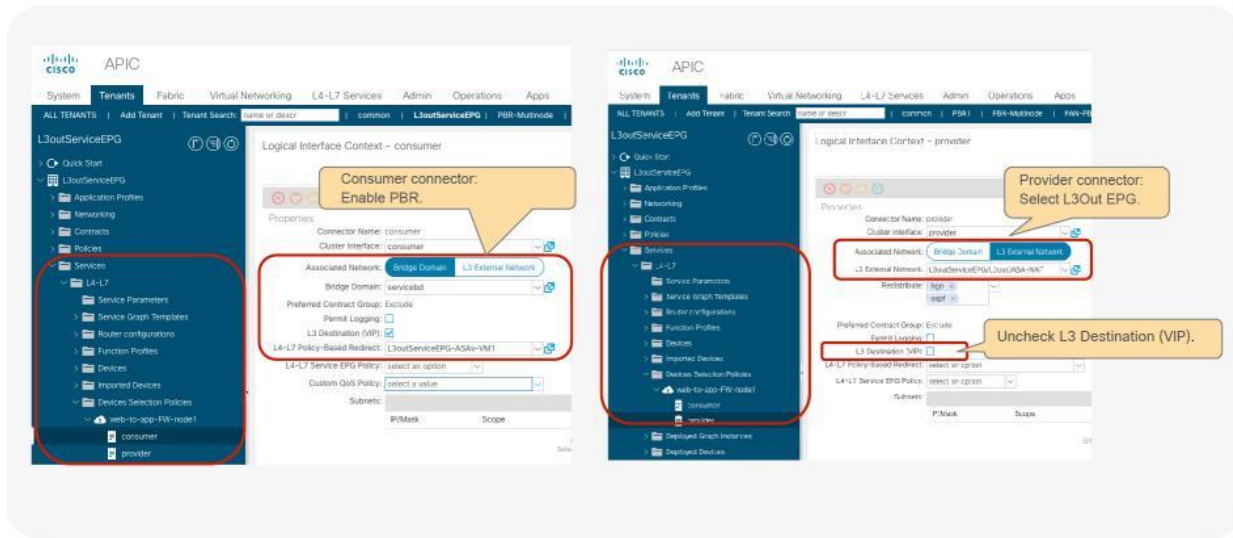 cisco
APIC
System Tenants Fabric Virtual Networking L4-L7 Services Admin Operations Apps
ALL TENANTS | Add Tenant | Tenant Search: name or descr | common | L3outServiceEPG | PBR-Multinode |
L3outServiceEPG
Quick Start
L3outServiceEPG
Application Profiles
Networking
Contracts
Policies
Services
L4-L7
Service Parameters
Service Graph Templates
Router configurations
Function Profiles
Devices
Imported Devices
Devices Selection Policies
web-to-app-FW-node1
consumer
provider
Logical Interface Context - consumer
Consumer connector:
Enable PBR.
Properties
Connector Name: consumer
Cluster Interface: consumer
Associated Network: Bridge Domain L3 External Network
Bridge Domain: servicebd
Preferred Contract Group: Exclude
Permit Logging:
L3 Destination (VIP):
L4-L7 Policy-Based Redirect: L3outServiceEPG-ASAv-VM1
L4-L7 Service EPG Policy: select an option
Custom QoS Policy: select a value
Subnets:
IP/Mask Scope
cisco
APIC
System Tenants Fabric Virtual Networking L4-L7 Services Admin Operations Apps
ALL TENANTS | Add Tenant | Tenant Search: name or descr | common | PBR1 | PBR-Multinode |
L3outServiceEPG
Quick Start
L3outServiceEPG
Application Profiles
Networking
Contracts
Policies
Services
L4-L7
Service Parameters
Service Graph Templates
Router configurations
Function Profiles
Devices
Imported Devices
Devices Selection Policies
web-to-app-FW-node1
consumer
provider
Deployed Graph Instances
Deployed Devices
Logical Interface Context - provider
Provider connector:
Select L3Out EPG.
Properties
Connector Name: provider
Cluster Interface: provider
Associated Network: Bridge Domain L3 External Network
L3 External Network: L3outServiceEPG/L3out/ASA-NAT
Redistribute: bgp
ospf
Preferred Contract Group: Exclude
Permit Logging:
L3 Destination (VIP):
Uncheck L3 Destination (VIP).
L4-L7 Policy-Based Redirect: select an option
L4-L7 Service EPG Policy: select an option
Subnets:
IP/Mask Scope